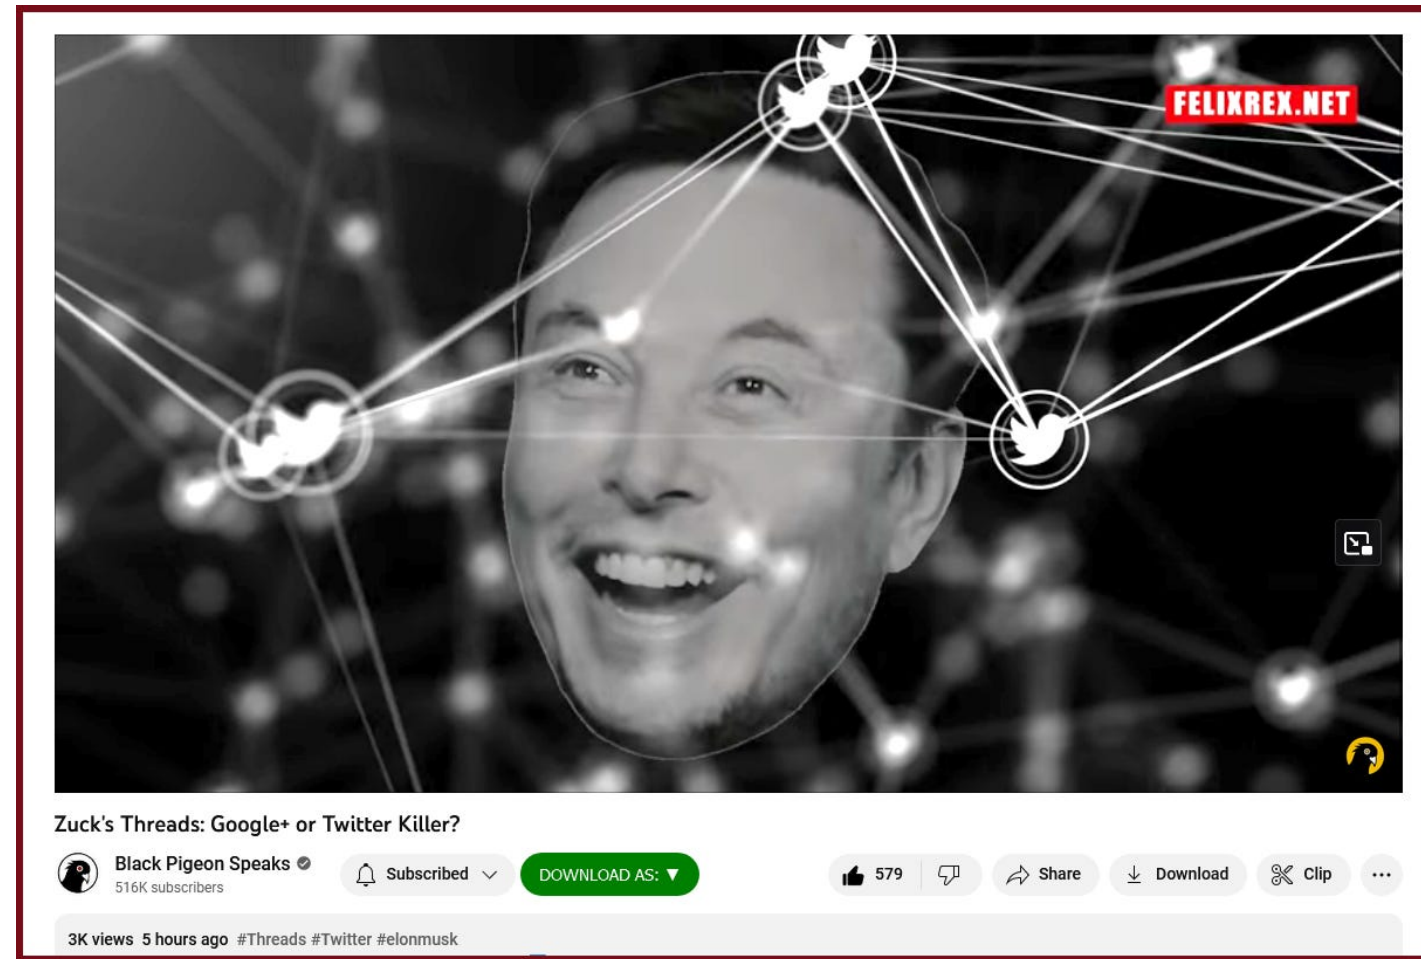 FELIXREX.NET
Zuck's Threads: Google+ or Twitter Killer?
Black Pigeon Speaks
516K subscribers
Subscribed
DOWNLOAD AS: ▼
579
Share
Download
Clip
3K views 5 hours ago #Threads #Twitter #elonmusk